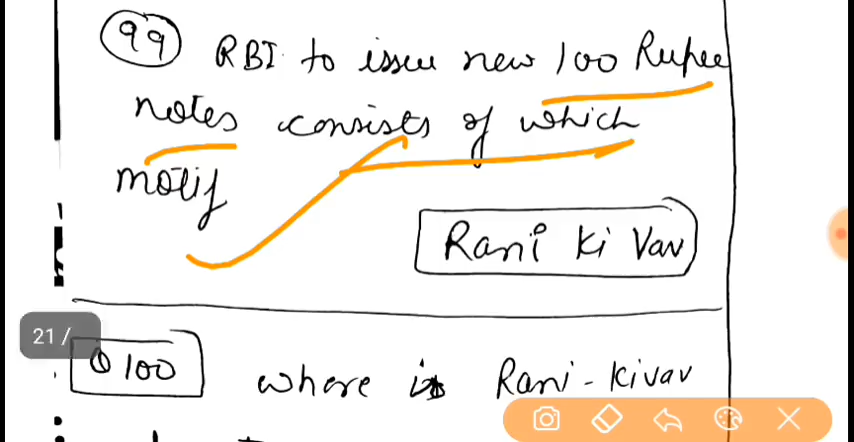 99 RBI to issue new 100 Rupee
notes consists of which
motif
Rani Ki Vav
21 /
Q 100 where is Rani - Kivav